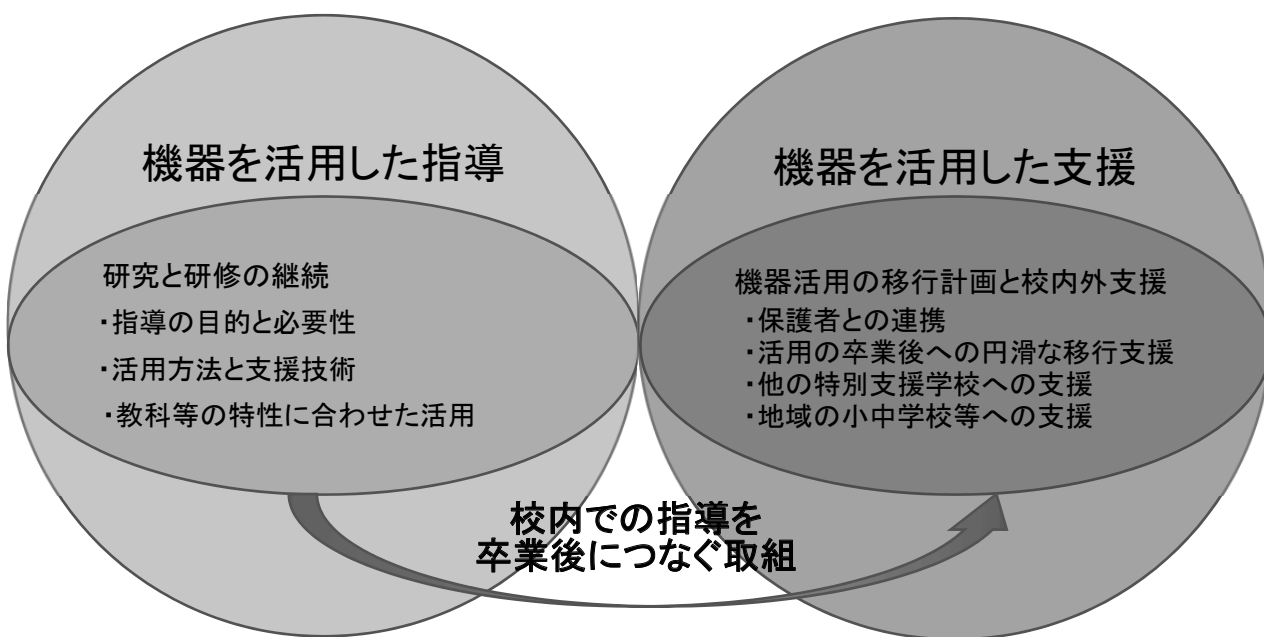 機器を活用した指導
研究と研修の継続
・指導の目的と必要性
・活用方法と支援技術
・教科等の特性に合わせた活用
機器を活用した支援
機器活用の移行計画と校内外支援
・保護者との連携
・活用の卒業後への円滑な移行支援
・他の特別支援学校への支援
・地域の小中学校等への支援
校内での指導を
卒業後につなぐ取組